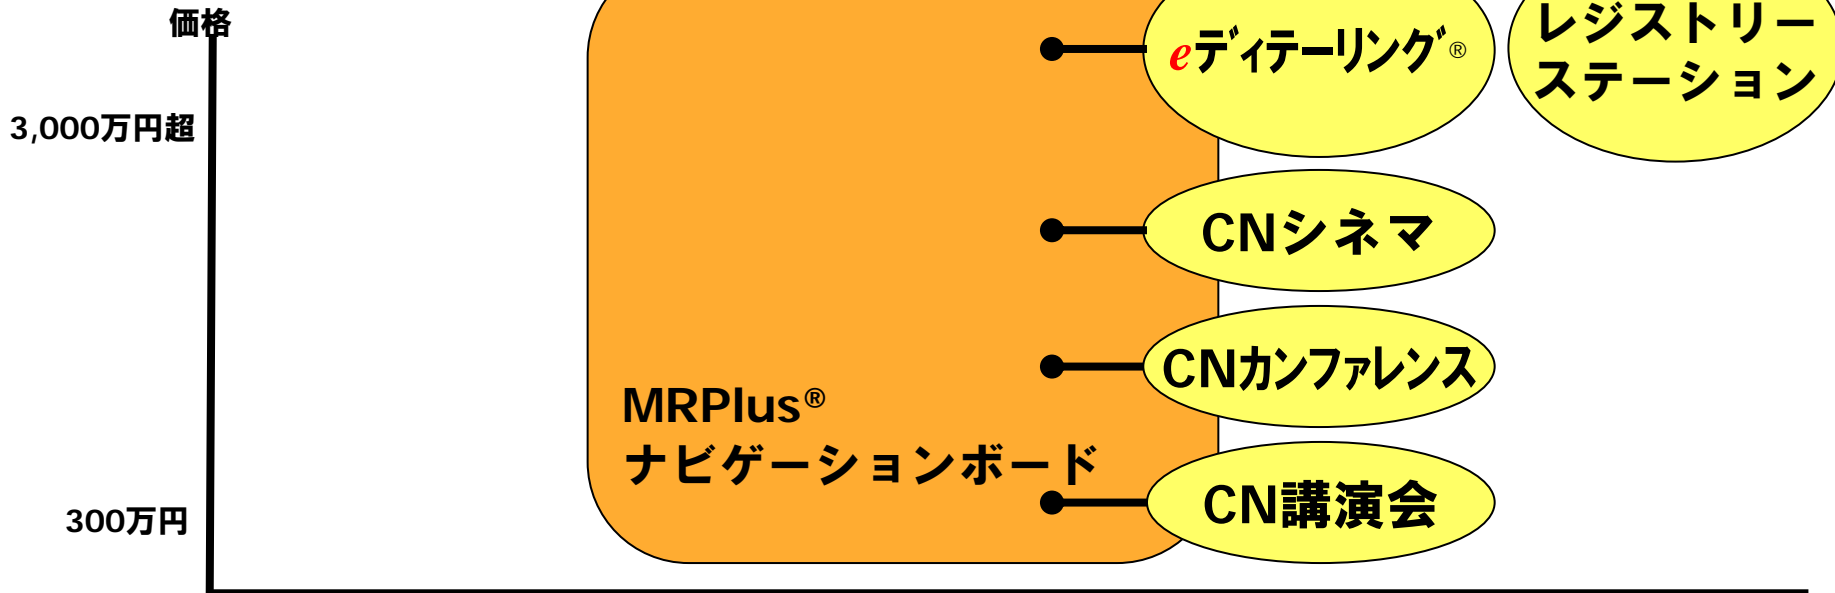 価格
3,000万円超
300万円
MRPlus®
ナビゲーションボード
eディテーリング®
レジストリー
ステーション
CNシネマ
CNカンファレンス
CN講演会